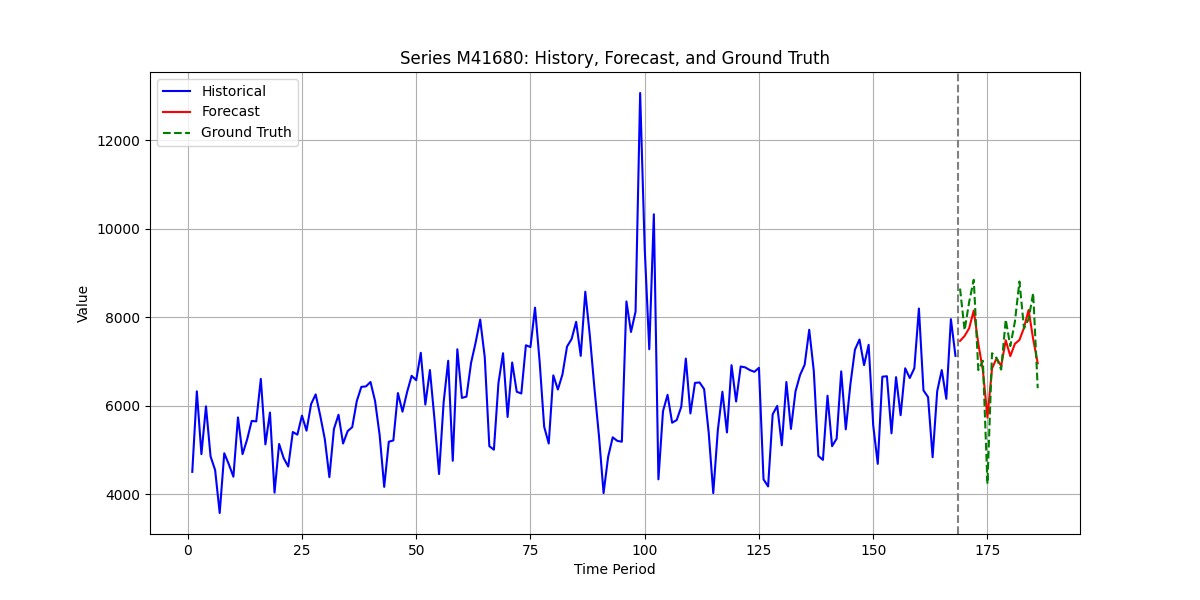 Series M41680: History, Forecast, and Ground Truth
Historical
Forecast
Ground Truth
Value
12000
10000
8000
6000
4000
0
25
50
75
100
125
150
175
Time Period